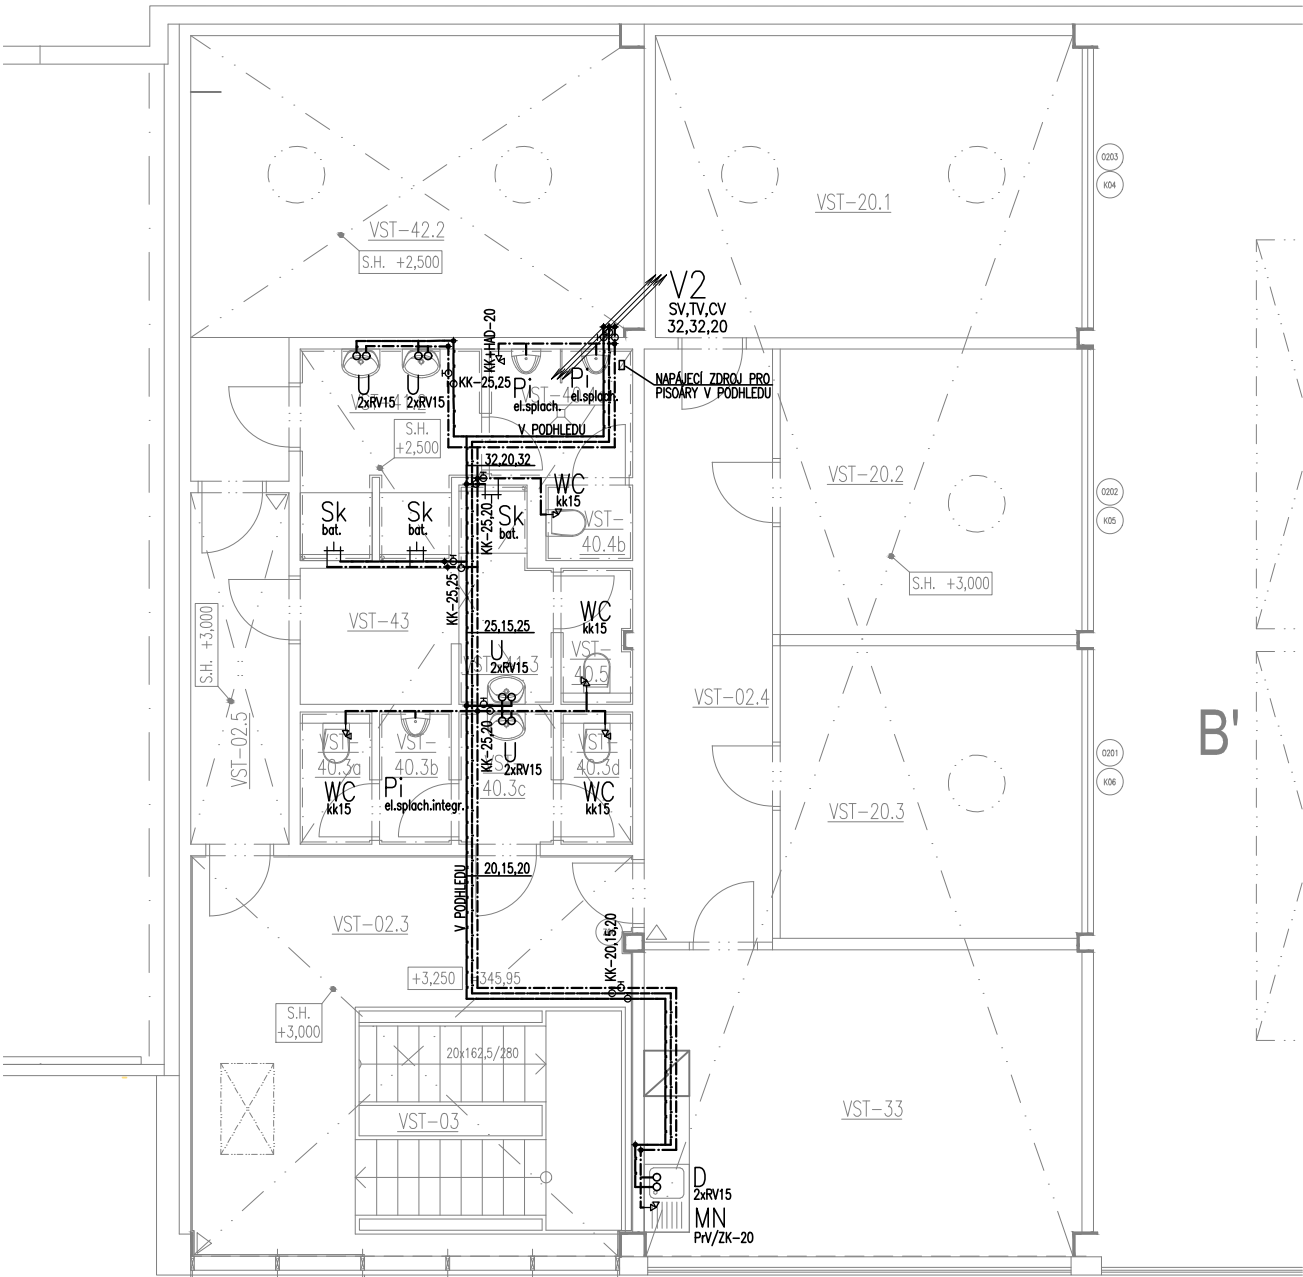 VST-20.1
0203
K04
VST-42.2
S.H. +2,500
V2
SV,TV,CV
32,32,20
KK+HAD-20
NAPÁJECÍ ZDROJ PRO
PISOÁRY V PODHLEDU
KK-25,25
Pi
el.splach.
Pi
el.splach.
2xRV15
2xRV15
V PODHLEDU
S.H.
+2,500
32,20,32
WC
kk15
VST-20.2
0202
K05
Sk
bat.
Sk
bat.
Sk
bat.
KK-25,20
VST-
40.4b
S.H. +3,000
KK-25,25
VST-43
25,15,25
WC
kk15
S.H. +3,000
U
2xRV15
VST-
40.5
VST-02.4
VST-02.5
B'
VST-
40.3a
VST-
40.3b
KK-25,20
U
2xRV15
VST-
40.3c
VST-
40.3d
0201
K06
WC
kk15
Pi
el.splach.integr.
WC
kk15
VST-20.3
20,15,20
V PODHLEDU
VST-02.3
KK-20,15,20
+3,250
345,95
S.H.
+3,000
20x162,5/280
VST-03
VST-33
D
2xRV15
MN
PrV/ZK-20